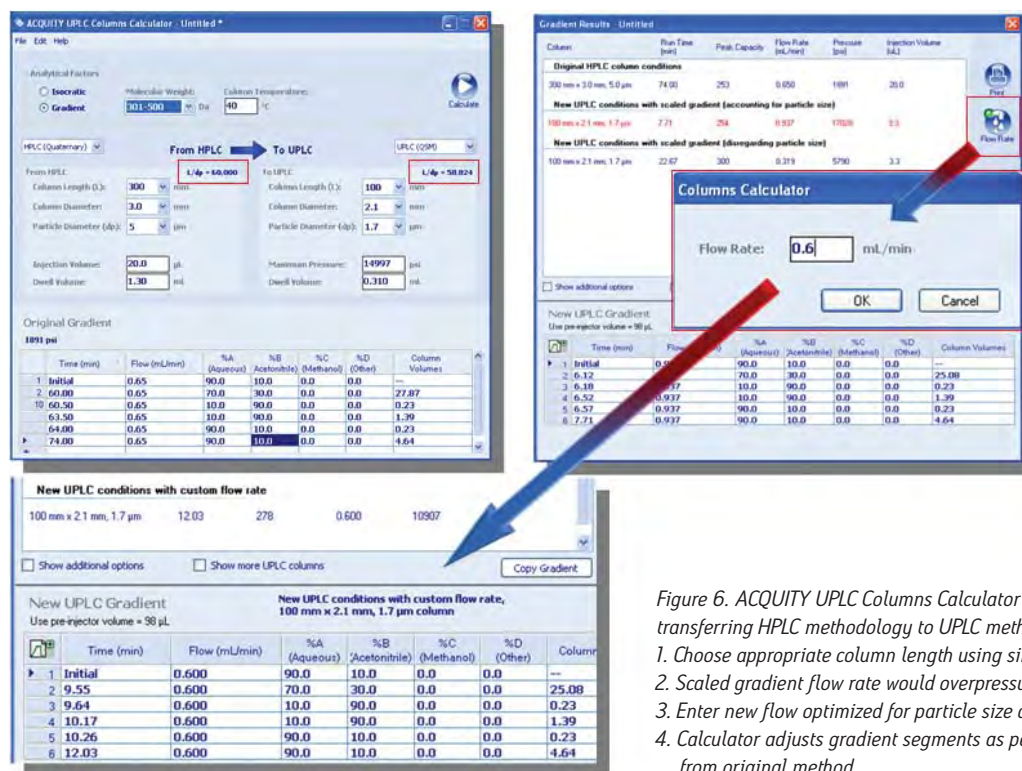 ACQUITY UPLC Columns Calculator - Untitled *
File Edit Help
Analytical Factors
Isocratic
Gradient
Molecular Weight:
301-500 Da
Column Temperature:
40 °C
Calculate
HPLC (Quaternary)
From HPLC To UPLC
UPLC (QSM)
From HPLC
L/dp = 60,000
Column Length (L): 300 mm
Column Diameter: 3.0 mm
Particle Diameter (dp): 5 µm
Injection Volume: 20.0 µL
Dwell Volume: 1.30 mL
To UPLC
L/dp = 58,824
Column Length (L): 100 mm
Column Diameter: 2.1 mm
Particle Diameter (dp): 1.7 µm
Maximum Pressure: 14997 psi
Dwell Volume: 0.310 mL
Original Gradient
1891 psi
Time (min) Flow (mL/min) %A (Aqueous) %B (Acetonitrile) %C (Methanol) %D (Other) Column Volumes
1 Initial 0.65 90.0 10.0 0.0 0.0 ---
2 60.00 0.65 70.0 30.0 0.0 0.0 27.87
10 60.50 0.65 10.0 90.0 0.0 0.0 0.23
63.50 0.65 10.0 90.0 0.0 0.0 1.39
64.00 0.65 90.0 10.0 0.0 0.0 0.23
74.00 0.65 90.0 10.0 0.0 0.0 4.64
Gradient Results - Untitled
Column Run Time (min) Peak Capacity Flow Rate (mL/min) Pressure (psi) Injection Volume (µL)
Original HPLC column conditions
300 mm x 3.0 mm, 5.0 µm 74.00 253 0.650 1891 20.0
New UPLC conditions with scaled gradient (accounting for particle size)
100 mm x 2.1 mm, 1.7 µm 7.71 254 0.937 17028 3.3
New UPLC conditions with scaled gradient (disregarding particle size)
100 mm x 2.1 mm, 1.7 µm 22.67 300 0.319 5790 3.3
Print
Flow Rate
Columns Calculator
Flow Rate: 0.6 mL/min
OK Cancel
Show additional options
New UPLC Gradient
Use pre-injector volume = 98 µL
Time (min) Flow %A (Aqueous) %B (Acetonitrile) %C (Methanol) %D (Other) Column Volumes
1 Initial 90.0 10.0 0.0 0.0 ---
2 6.12 70.0 30.0 0.0 0.0 25.08
3 6.18 0.937 10.0 90.0 0.0 0.0 0.23
4 6.52 0.937 10.0 90.0 0.0 0.0 1.39
5 6.57 0.937 90.0 10.0 0.0 0.0 0.23
6 7.71 0.937 90.0 10.0 0.0 0.0 4.64
New UPLC conditions with custom flow rate
100 mm x 2.1 mm, 1.7 µm 12.03 278 0.600 10907
Show additional options Show more UPLC columns Copy Gradient
New UPLC Gradient
Use pre-injector volume = 98 µL
New UPLC conditions with custom flow rate,
100 mm x 2.1 mm, 1.7 µm column
Time (min) Flow (mL/min) %A (Aqueous) %B (Acetonitrile) %C (Methanol) %D (Other) Column
1 Initial 0.600 90.0 10.0 0.0 0.0 ---
2 9.55 0.600 70.0 30.0 0.0 0.0 25.08
3 9.64 0.600 10.0 90.0 0.0 0.0 0.23
4 10.17 0.600 10.0 90.0 0.0 0.0 1.39
5 10.26 0.600 90.0 10.0 0.0 0.0 0.23
6 12.03 0.600 90.0 10.0 0.0 0.0 4.64
Figure 6. ACQUITY UPLC Columns Calculator
transferring HPLC methodology to UPLC
1. Choose appropriate column length using
2. Scaled gradient flow rate would
3. Enter new flow optimized for particle size
4. Calculator adjusts gradient segments as
from original method